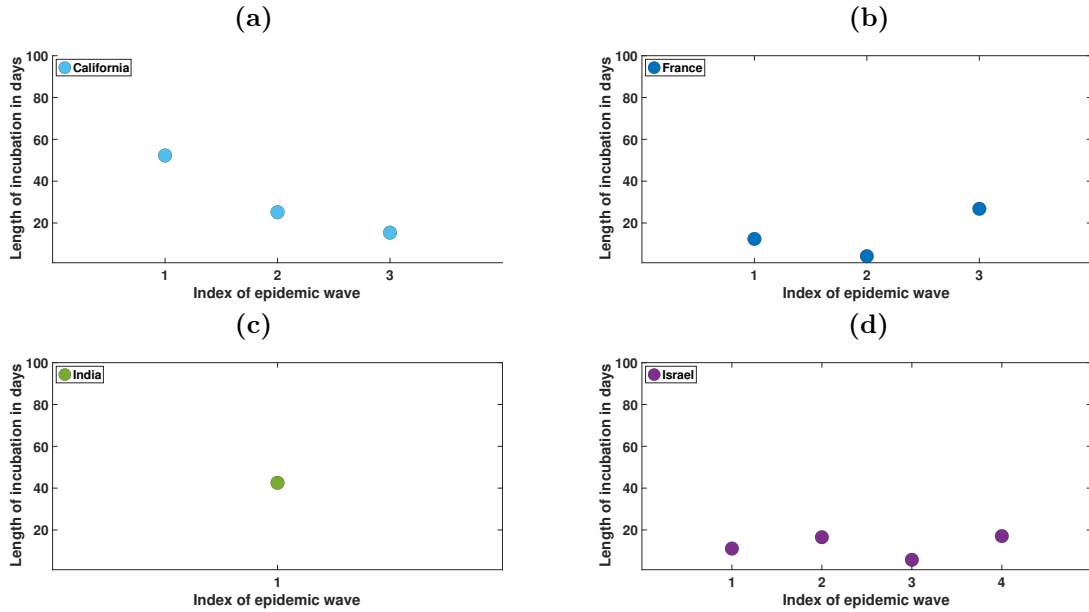 (a)
California
Length of incubation in days
100
80
60
40
20
1 2 3
Index of epidemic wave
(b)
France
Length of incubation in days
100
80
60
40
20
1 2 3
Index of epidemic wave
(c)
India
Length of incubation in days
100
80
60
40
20
1
Index of epidemic wave
(d)
Israel
Length of incubation in days
100
80
60
40
20
1 2 3 4
Index of epidemic wave